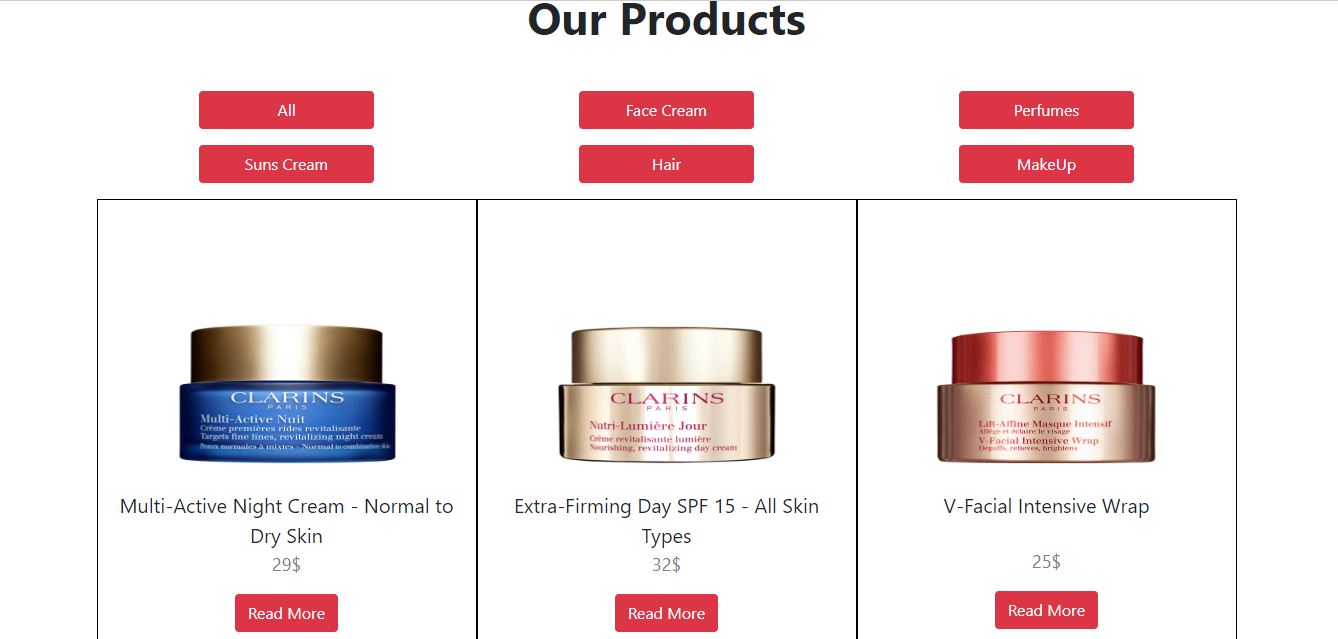 Our Products
All
Face Cream
Perfumes
Suns Cream
Hair
MakeUp
CLARINS
PARIS
Multi-Active Nuit
Crème premières rides revitalisante
Targets fine lines, revitalizing night cream
Peaux normales à mixtes - Normal to combination skin
CLARINS
PARIS
Nutri-Lumière Jour
Crème revitalisante lumière
Nourishing, revitalizing day cream
CLARINS
PARIS
Lift-Affine Masque Intensif
Affine et éclaire le visage
V-Facial Intensive Wrap
Depuffs, relieves, brightens
Multi-Active Night Cream - Normal to
Dry Skin
29$
Read More
Extra-Firming Day SPF 15 - All Skin
Types
32$
Read More
V-Facial Intensive Wrap
25$
Read More